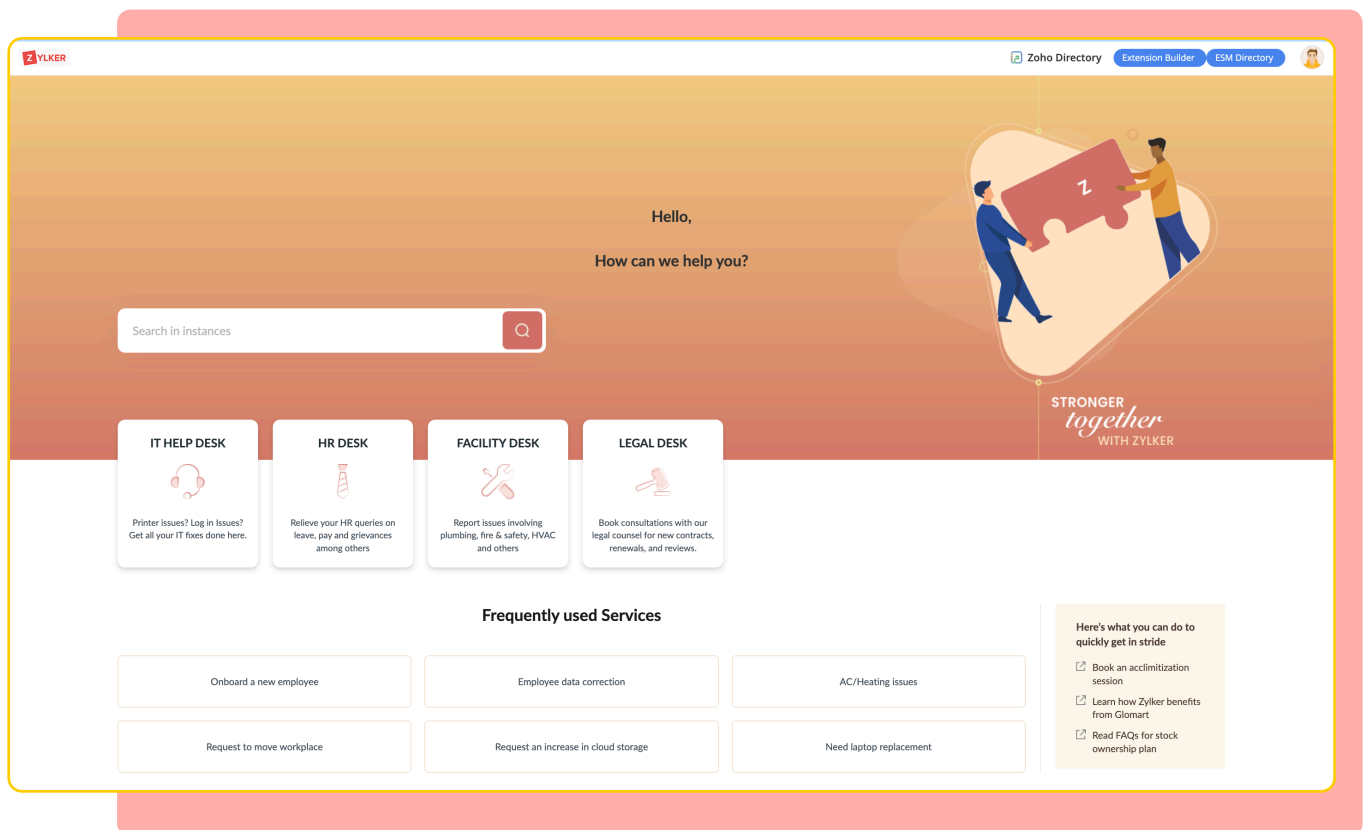 Z YLKER
Zoho Directory
Extension Builder
ESM Directory
Hello,
How can we help you?
Search in instances
Z
STRONGER
together
WITH ZYLKER
IT HELP DESK
Printer issues? Log in Issues?
Get all your IT fixes done here.
HR DESK
Relieve your HR queries on
leave, pay and grievances
among others
FACILITY DESK
Report issues involving
plumbing, fire & safety, HVAC
and others
LEGAL DESK
Book consultations with our
legal counsel for new contracts,
renewals, and reviews.
Frequently used Services
Onboard a new employee
Employee data correction
AC/Heating issues
Request to move workplace
Request an increase in cloud storage
Need laptop replacement
Here's what you can do to
quickly get in stride
Book an acclimitization
session
Learn how Zylker benefits
from Glomart
Read FAQs for stock
ownership plan